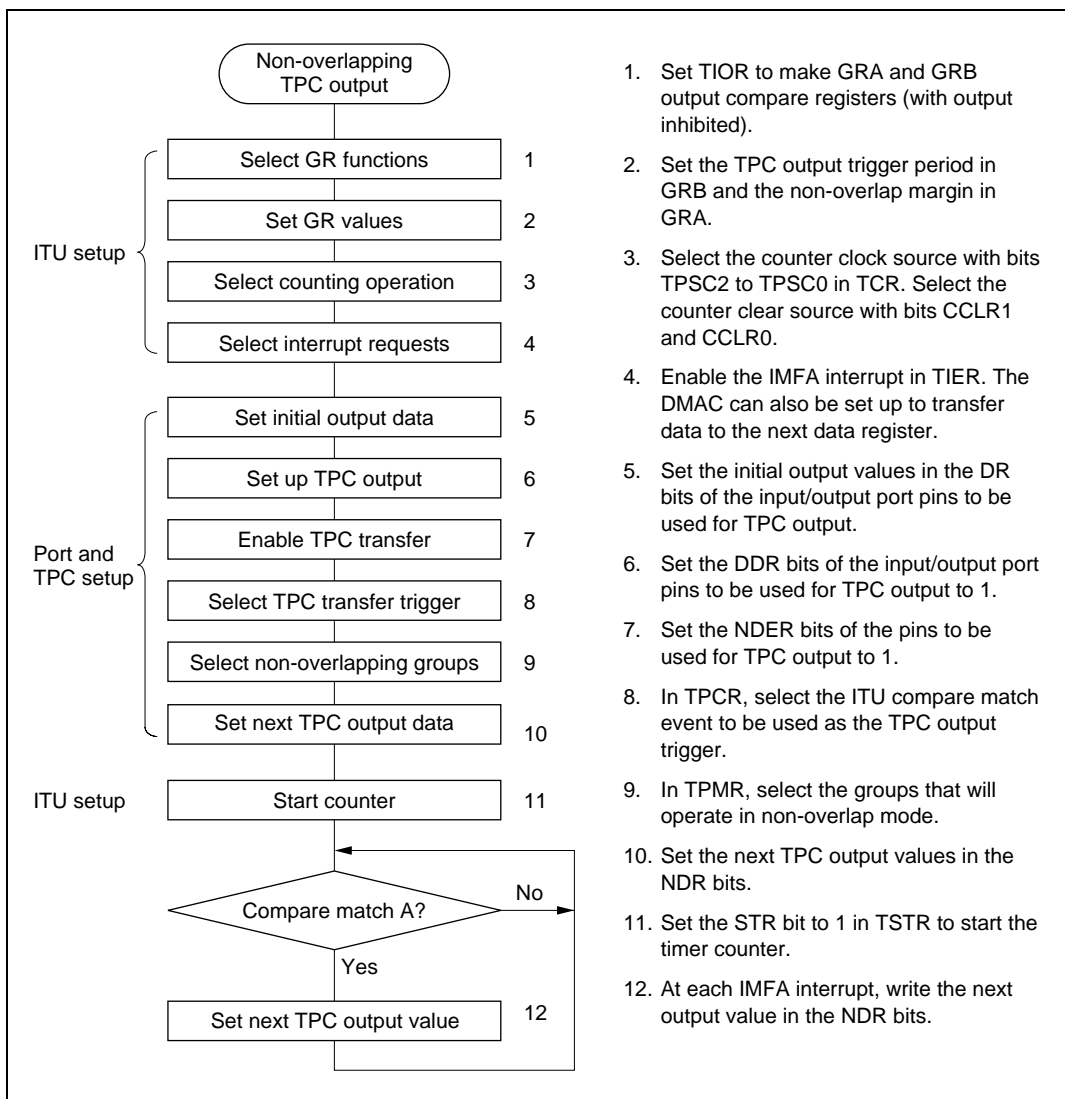 Non-overlapping
TPC output
ITU setup
Select GR functions 1
Set GR values 2
Select counting operation 3
Select interrupt requests 4
Port and
TPC setup
Set initial output data 5
Set up TPC output 6
Enable TPC transfer 7
Select TPC transfer trigger 8
Select non-overlapping groups 9
Set next TPC output data 10
ITU setup
Start counter 11
Compare match A?
No
Yes
Set next TPC output value 12
1. Set TIOR to make GRA and GRB
output compare registers (with output
inhibited).
2. Set the TPC output trigger period in
GRB and the non-overlap margin in
GRA.
3. Select the counter clock source with bits
TPSC2 to TPSC0 in TCR. Select the
counter clear source with bits CCLR1
and CCLR0.
4. Enable the IMFA interrupt in TIER. The
DMAC can also be set up to transfer
data to the next data register.
5. Set the initial output values in the DR
bits of the input/output port pins to be
used for TPC output.
6. Set the DDR bits of the input/output port
pins to be used for TPC output to 1.
7. Set the NDER bits of the pins to be
used for TPC output to 1.
8. In TPCR, select the ITU compare match
event to be used as the TPC output
trigger.
9. In TPMR, select the groups that will
operate in non-overlap mode.
10. Set the next TPC output values in the
NDR bits.
11. Set the STR bit to 1 in TSTR to start the
timer counter.
12. At each IMFA interrupt, write the next
output value in the NDR bits.